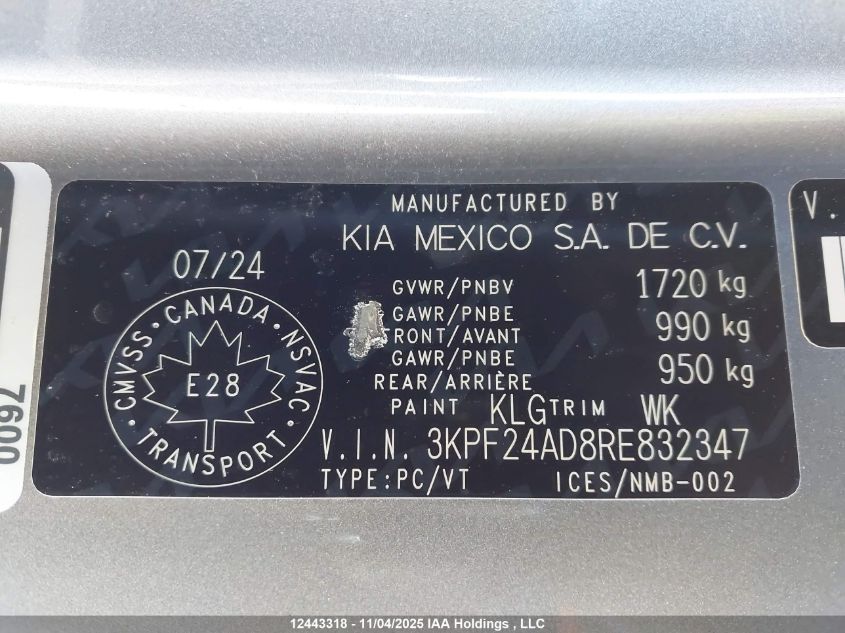 MANUFACTURED BY
KIA MEXICO S.A. DE C.V.
07/24
GVWR/PNBV 1720 kg
GAWR/PNBE
RONT/AVANT 990 kg
GAWR/PNBE
REAR/ARRIÈRE 950 kg
PAINT KLG TRIM WK
V.I.N. 3KPF24AD8RE832347
TYPE:PC/VT ICES/NMB-002
CANADA
CMVSS · NSVAC
E28
TRANSPORT
0097
V.
12443318 - 11/04/2025 IAA Holdings , LLC